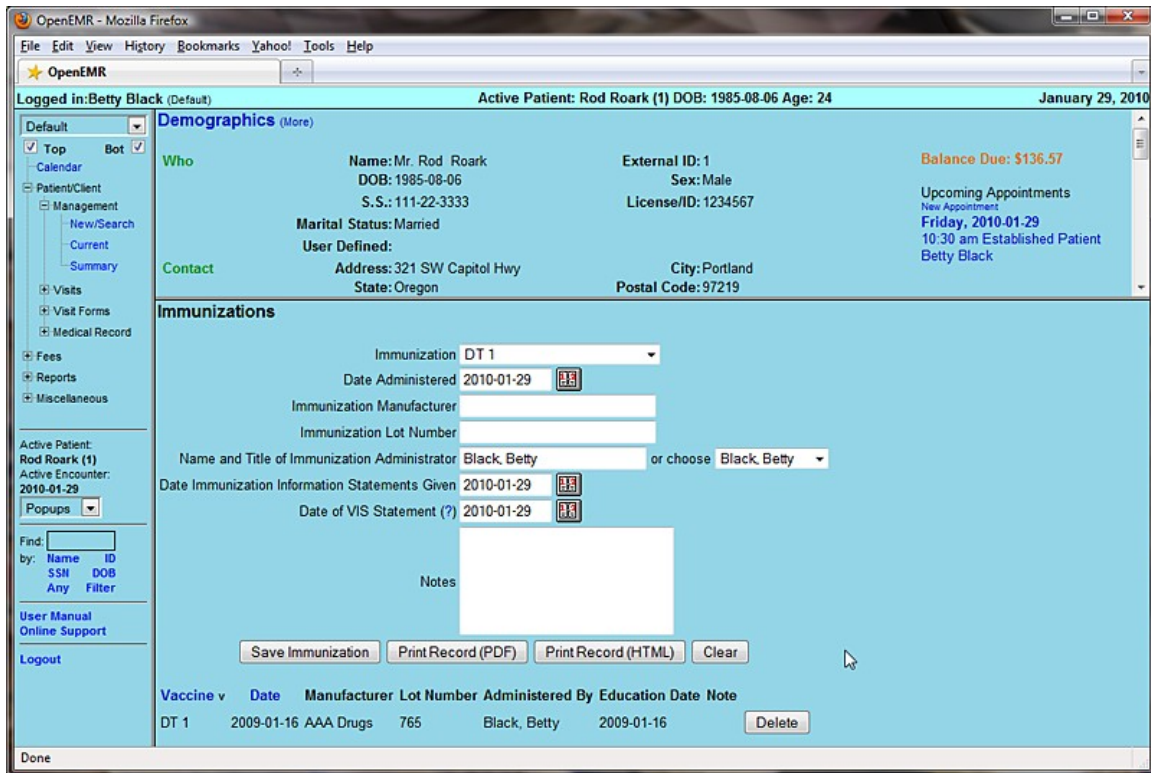 OpenEMR - Mozilla Firefox
File Edit View History Bookmarks Yahoo! Tools Help
OpenEMR
Logged in:Betty Black (Default) Active Patient: Rod Roark (1) DOB: 1985-08-06 Age: 24 January 29, 2010
Default
Top Bot
Calendar
Patient/Client
Management
New/Search
Current
Summary
Visits
Visit Forms
Medical Record
Fees
Reports
Miscellaneous
Active Patient:
Rod Roark (1)
Active Encounter:
2010-01-29
Popups
Find:
by: Name ID
SSN DOB
Any Filter
User Manual
Online Support
Logout
Demographics (More)
Who Name: Mr. Rod Roark External ID: 1
DOB: 1985-08-06 Sex: Male
S.S.: 111-22-3333 License/ID: 1234567
Marital Status: Married
User Defined:
Contact Address: 321 SW Capitol Hwy City: Portland
State: Oregon Postal Code: 97219
Balance Due: $136.57
Upcoming Appointments
New Appointment
Friday, 2010-01-29
10:30 am Established Patient
Betty Black
Immunizations
Immunization DT 1
Date Administered 2010-01-29
Immunization Manufacturer
Immunization Lot Number
Name and Title of Immunization Administrator Black, Betty or choose Black, Betty
Date Immunization Information Statements Given 2010-01-29
Date of VIS Statement (?) 2010-01-29
Notes
Save Immunization Print Record (PDF) Print Record (HTML) Clear
Vaccine v Date Manufacturer Lot Number Administered By Education Date Note
DT 1 2009-01-16 AAA Drugs 765 Black, Betty 2009-01-16 Delete
Done